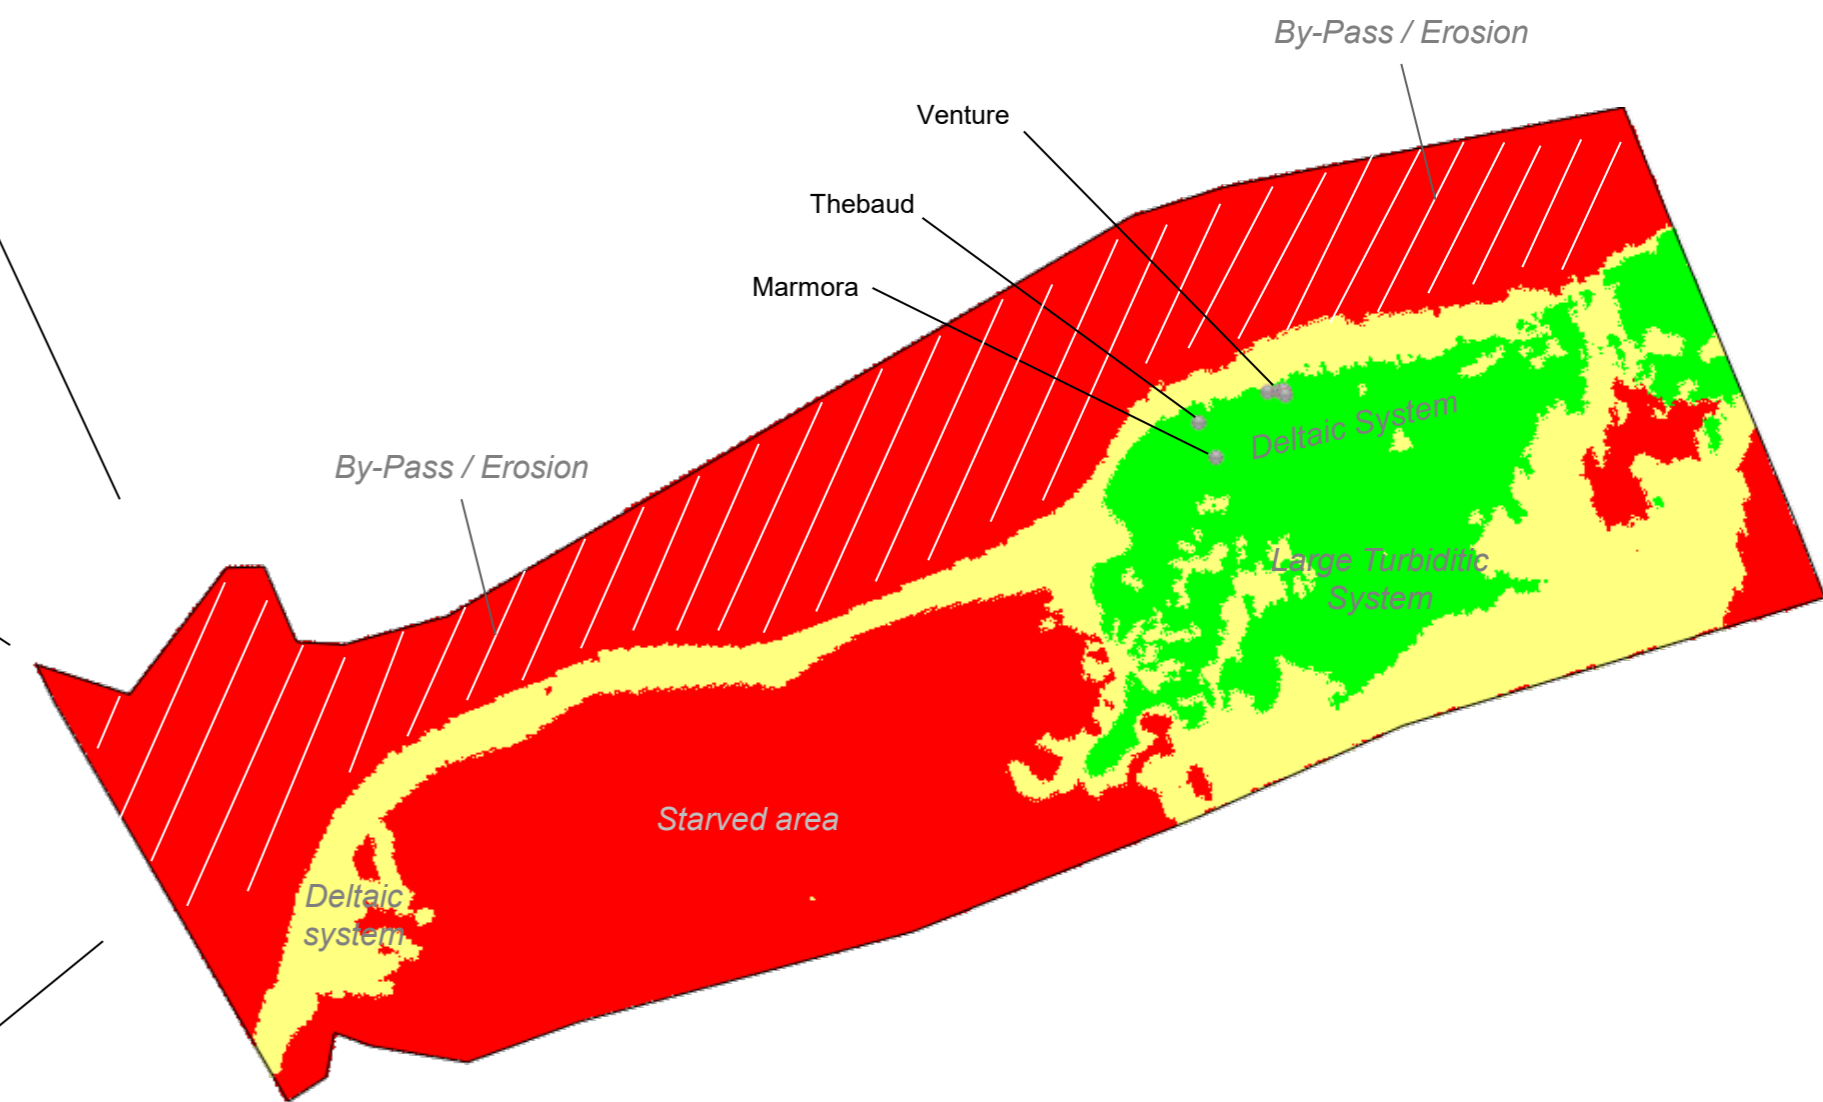 By-Pass / Erosion
Venture
Thebaud
Marmora
Deltaic System
By-Pass / Erosion
Large Turbiditic
System
Starved area
Deltaic
system